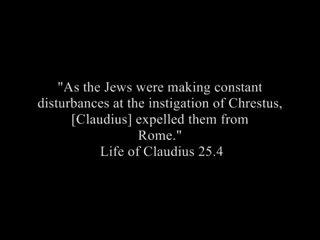 "As the Jews were making constant
disturbances at the instigation of Chrestus,
[Claudius] expelled them from
Rome."
Life of Claudius 25.4